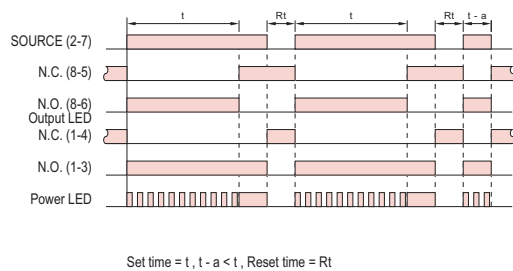 t Rt t Rt t - a
SOURCE (2-7)
N.C. (8-5)
N.O. (8-6)
Output LED
N.C. (1-4)
N.O. (1-3)
Power LED
Set time = t , t - a < t , Reset time = Rt